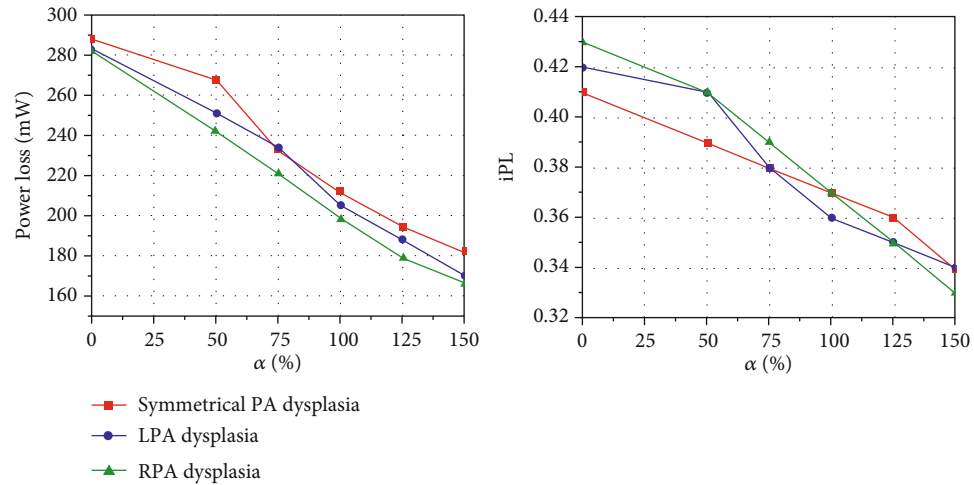 Power loss (mW)
300
280
260
240
220
200
180
160
0 25 50 75 100 125 150
α (%)
iPL
0.44
0.42
0.40
0.38
0.36
0.34
0.32
0 25 50 75 100 125 150
α (%)
Symmetrical PA dysplasia
LPA dysplasia
RPA dysplasia